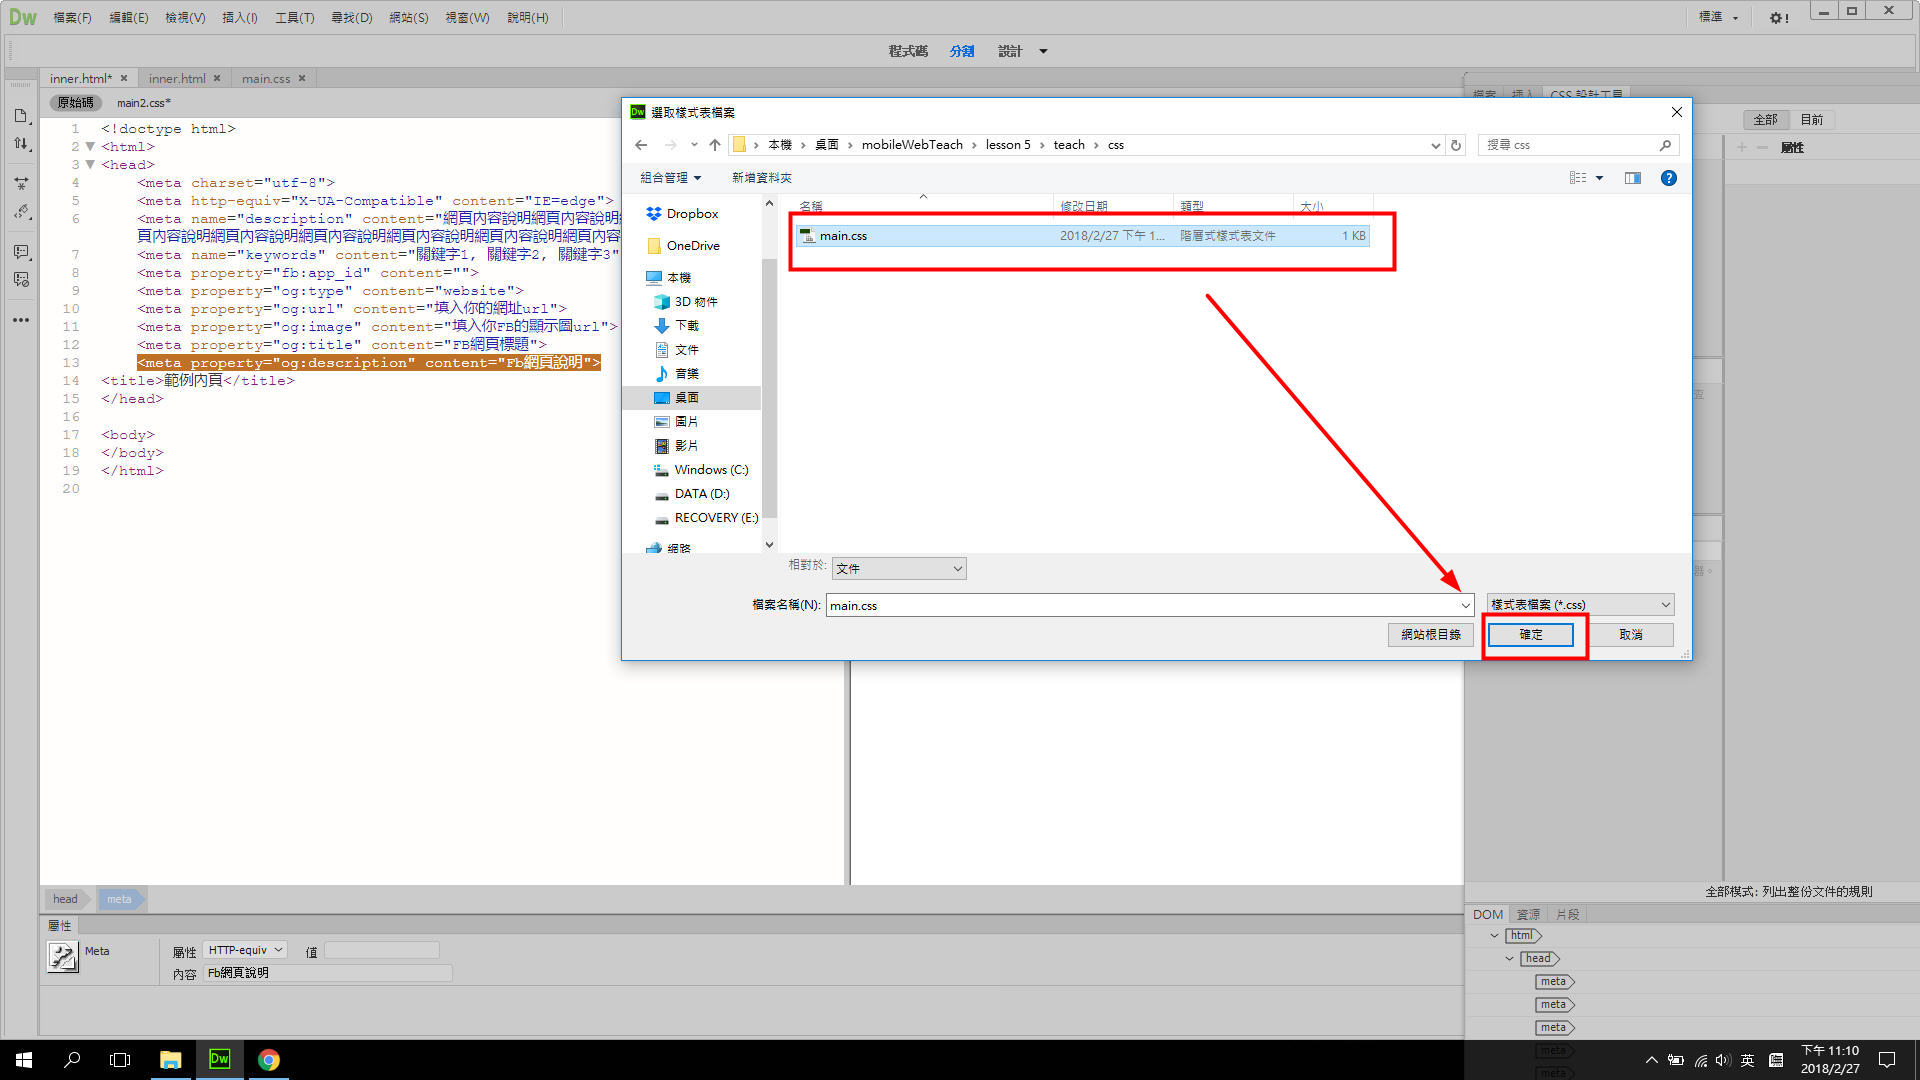 Dw 檔案(F) 編輯(E) 檢視(V) 插入(I) 工具(T) 尋找(D) 網站(S) 視窗(W) 說明(H) 標準
程式碼 分割 設計
inner.html* inner.html main.css
原始碼 main2.css*
檔案 插入 CSS 設計工具
全部 目前
屬性
1 <!doctype html>
2 <html>
3 <head>
4 <meta charset="utf-8">
5 <meta http-equiv="X-UA-Compatible" content="IE=edge">
6 <meta name="description" content="網頁內容說明網頁內容說明
頁內容說明網頁內容說明網頁內容說明網頁內容說明網頁內容說明網頁內容
7 <meta name="keywords" content="關鍵字1, 關鍵字2, 關鍵字3"
8 <meta property="fb:app_id" content="">
9 <meta property="og:type" content="website">
10 <meta property="og:url" content="填入你的網址url">
11 <meta property="og:image" content="填入你FB的顯示圖url">
12 <meta property="og:title" content="FB網頁標題">
13 <meta property="og:description" content="Fb網頁說明">
14 <title>範例內頁</title>
15 </head>
16
17 <body>
18 </body>
19 </html>
20
Dw 選取樣式表檔案
本機 桌面 mobileWebTeach lesson 5 teach css
搜尋 css
組合管理 新增資料夾
Dropbox
OneDrive
本機
3D 物件
下載
文件
音樂
桌面
圖片
影片
Windows (C:)
DATA (D:)
RECOVERY (E:)
網路
名稱 修改日期 類型 大小
main.css 2018/2/27 下午 1... 階層式樣式表文件 1 KB
相對於: 文件
檔案名稱(N): main.css 樣式表檔案 (*.css)
網站根目錄 確定 取消
全部模式: 列出整份文件的規則
head meta
屬性
Meta
屬性 HTTP-equiv 值
內容 Fb網頁說明
DOM 資源 片段
html
head
meta
meta
meta
meta
meta
Dw
英
下午 11:10
2018/2/27